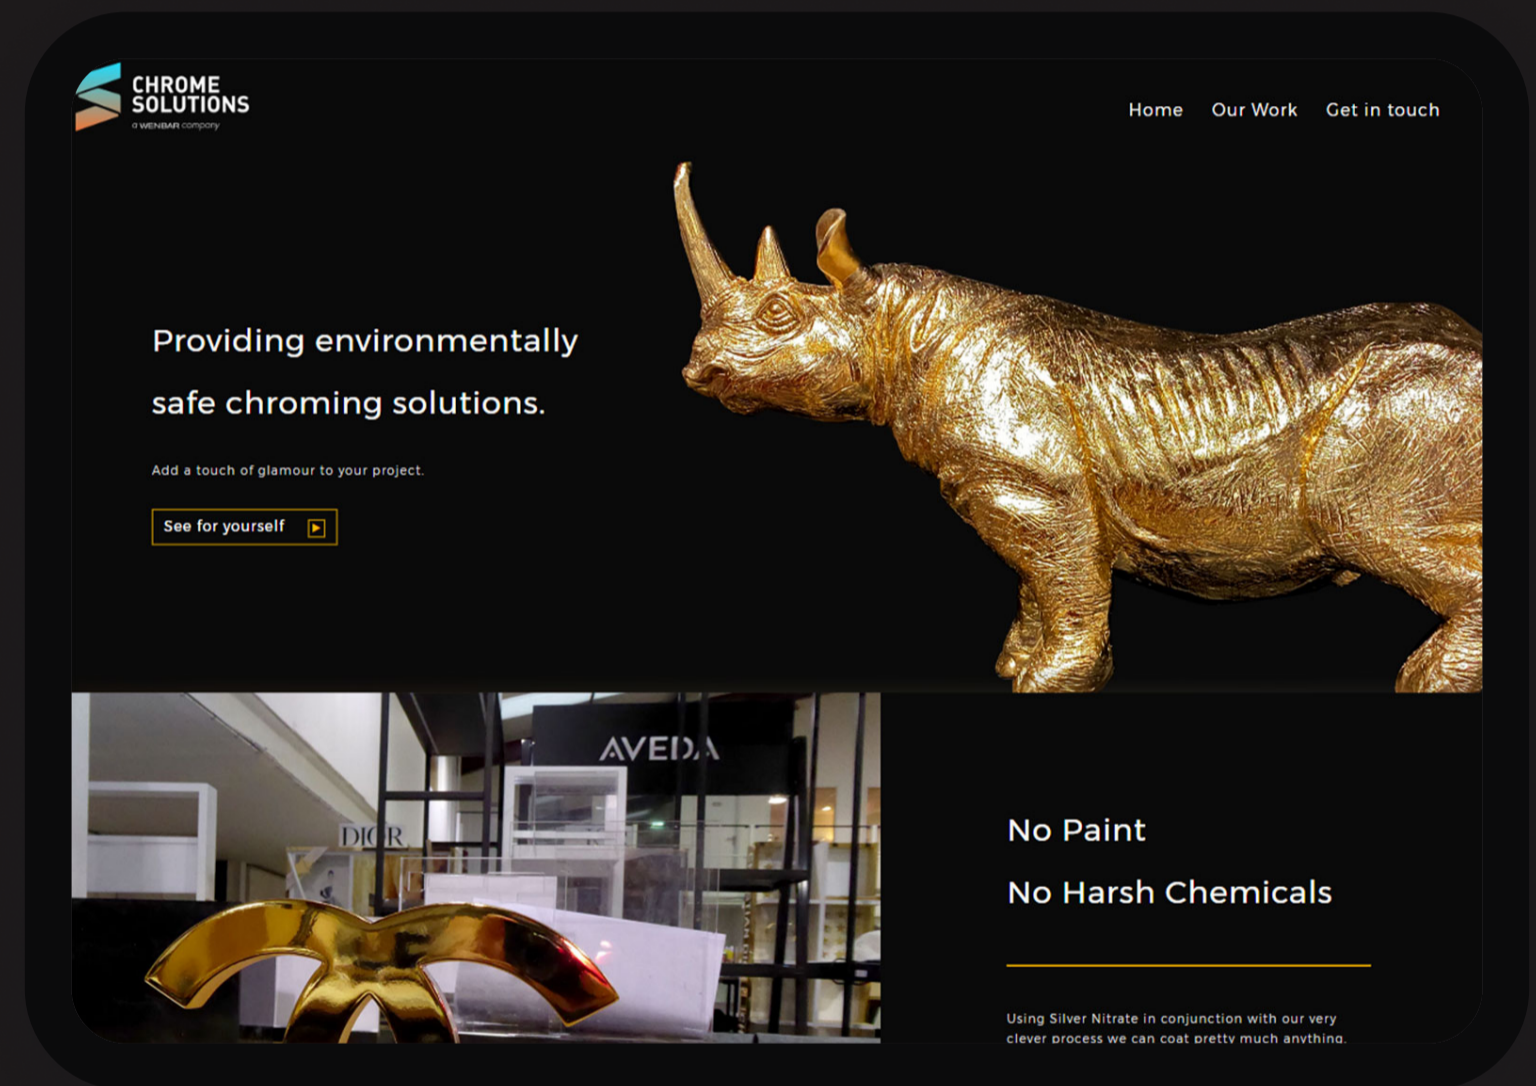 CHROME
SOLUTIONS
a WENBAR company
Home Our Work Get in touch
Providing environmentally
safe chroming solutions.
Add a touch of glamour to your project.
See for yourself
AVEDA
DIOR
No Paint
No Harsh Chemicals
Using Silver Nitrate in conjunction with our very
clever process we can coat pretty much anything.